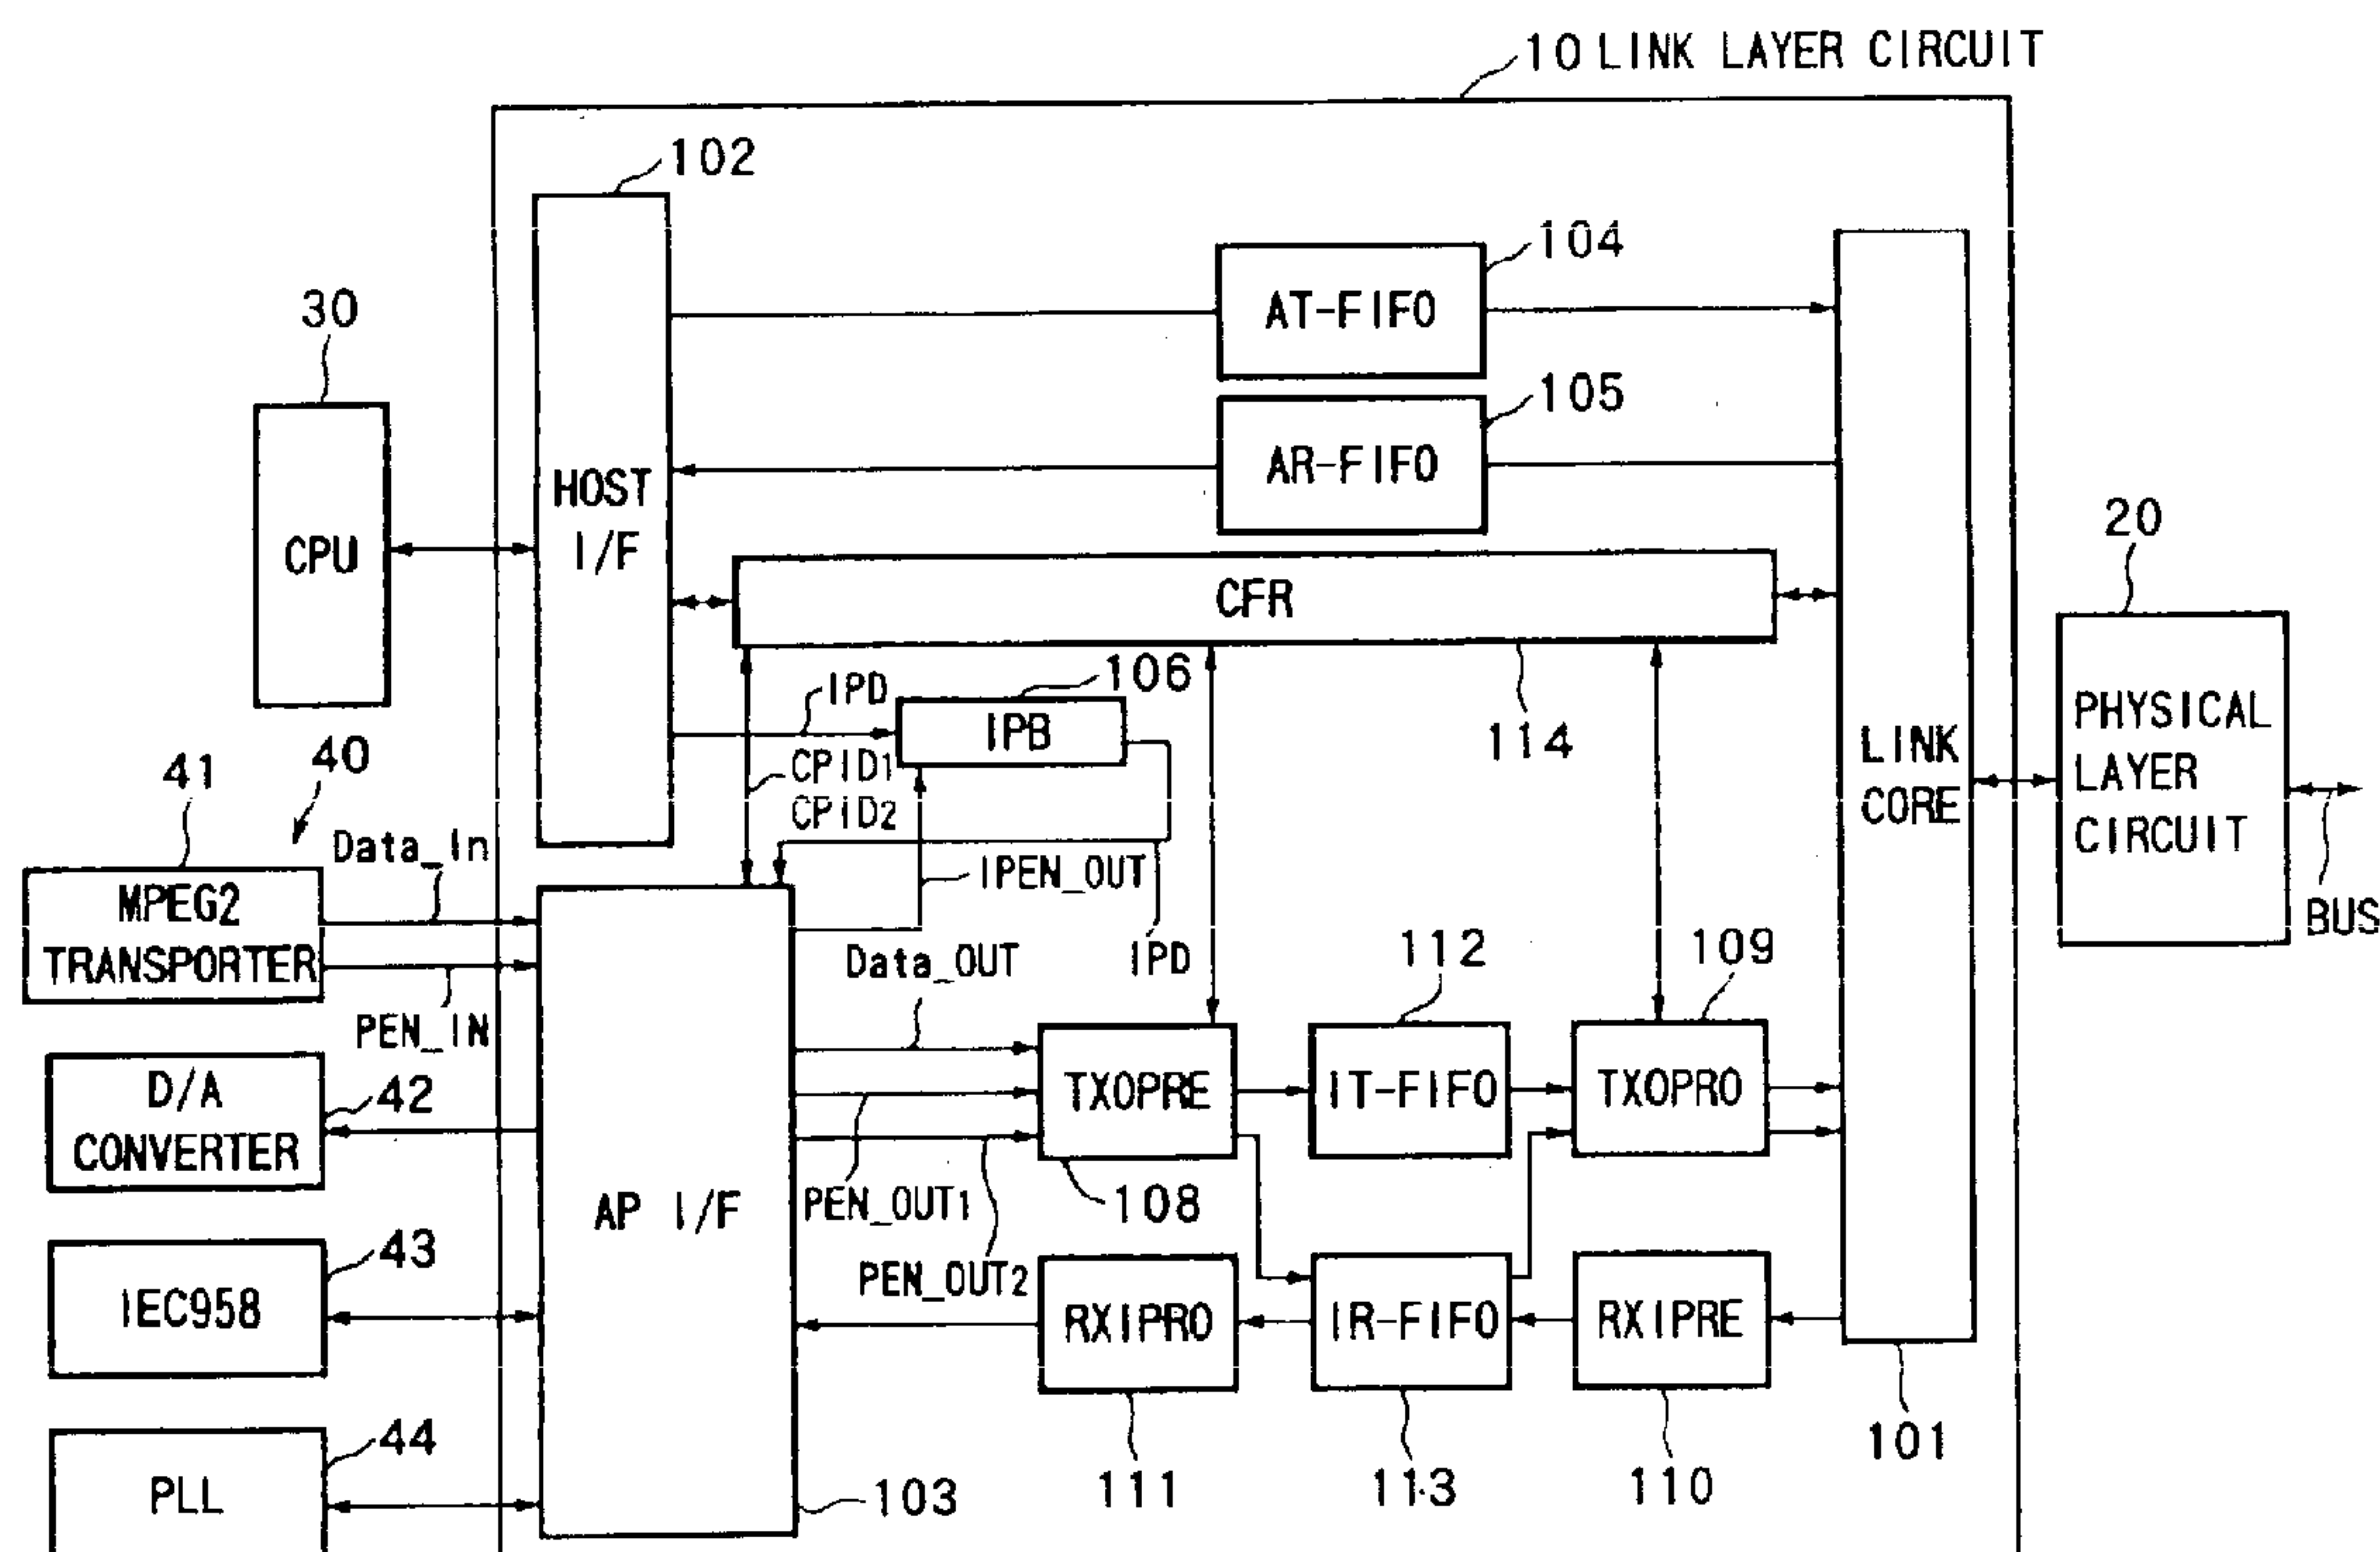 10 LINK LAYER CIRCUIT
102
104
AT-FIFO
30
105
AR-FIFO
HOST
I/F
CPU
20
CFR
IPD
106
IPB
114
PHYSICAL
LAYER
CIRCUIT
LINK
CORE
40
41
CPID1
CPID2
Data_In
MPEG2
TRANSPORTER
IPEN_OUT
BUS
Data_OUT
IPD
112
109
PEN_IN
D/A
CONVERTER
42
TXOPRE
IT-FIFO
TXOPRO
AP I/F
PEN_OUT1
108
43
IEC958
PEN_OUT2
RXIPRO
IR-FIFO
RXIPRE
44
PLL
103
111
113
110
101